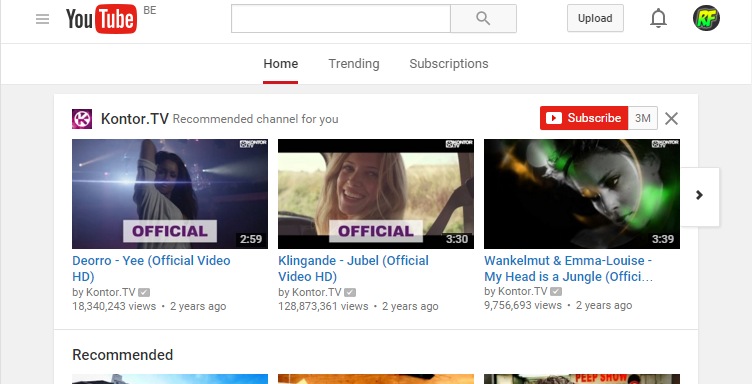 YouTube BE
Upload
RF
Home Trending Subscriptions
Kontor.TV Recommended channel for you
Subscribe 3M
KONTOR.TV
OFFICIAL
2:59
KONTOR.TV
OFFICIAL
3:30
KONTOR.TV
3:39
Deorro - Yee (Official Video
HD)
by Kontor.TV
18,340,243 views • 2 years ago
Klingande - Jubel (Official
Video HD)
by Kontor.TV
128,873,361 views • 2 years ago
Wankelmut & Emma-Louise -
My Head is a Jungle (Offici...
by Kontor.TV
9,756,693 views • 2 years ago
Recommended
PEEP SHOW